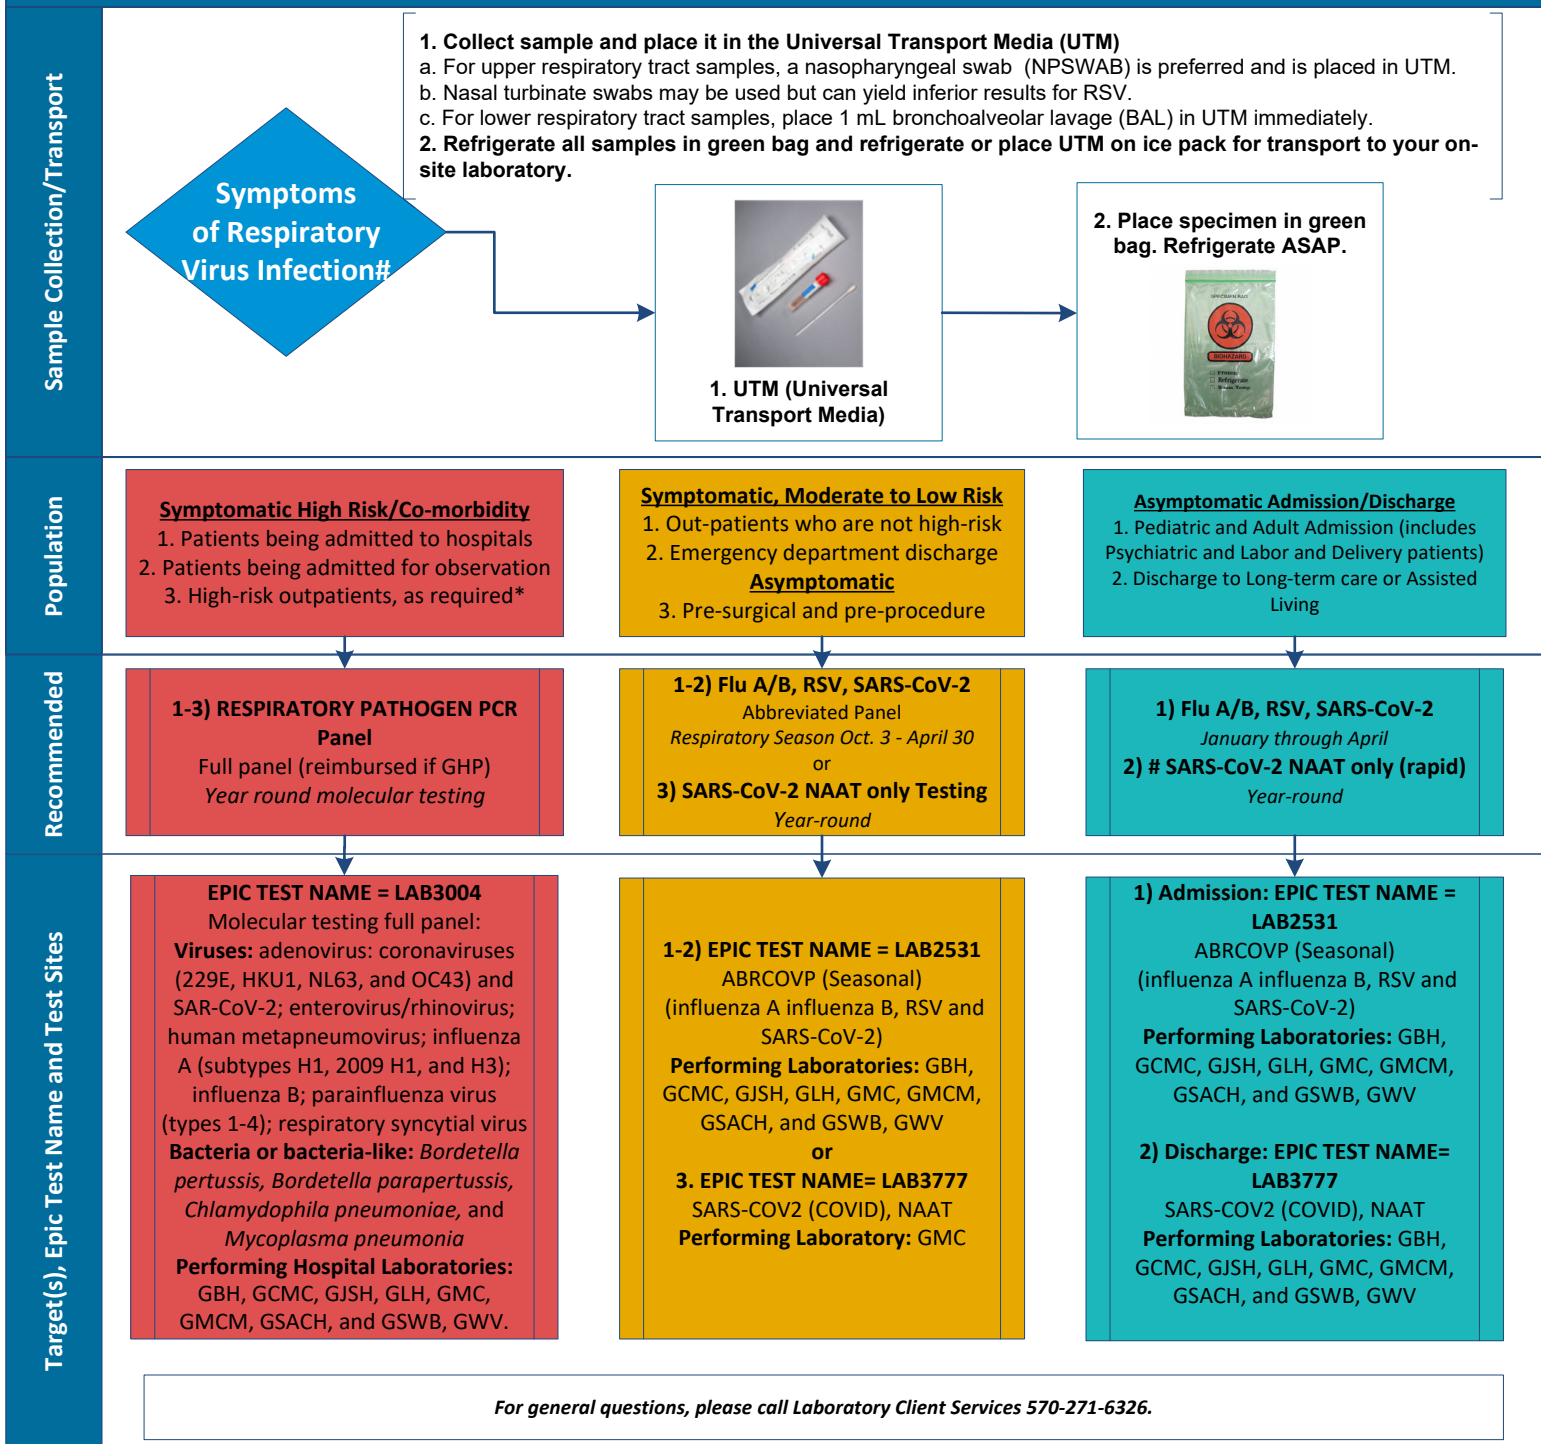 Sample Collection/Transport
1. Collect sample and place it in the Universal Transport Media (UTM)
a. For upper respiratory tract samples, a nasopharyngeal swab  (NPSWAB) is preferred and is placed in UTM.
b. Nasal turbinate swabs may be used but can yield inferior results for RSV.
c. For lower respiratory tract samples, place 1 mL bronchoalveolar lavage (BAL) in UTM immediately.
2. Refrigerate all samples in green bag and refrigerate or place UTM on ice pack for transport to your on-
site laboratory.
Symptoms
of Respiratory
Virus Infection#
1. UTM (Universal
Transport Media)
2. Place specimen in green
bag. Refrigerate ASAP.
SPECIMEN BAG
BIOHAZARD
Refrigerate
Room Temp
Population
Symptomatic High Risk/Co-morbidity
1. Patients being admitted to hospitals
2. Patients being admitted for observation
3. High-risk outpatients, as required*
Symptomatic, Moderate to Low Risk
1. Out-patients who are not high-risk
2. Emergency department discharge
Asymptomatic
3. Pre-surgical and pre-procedure
Asymptomatic Admission/Discharge
1. Pediatric and Adult Admission (includes
Psychiatric and Labor and Delivery patients)
2. Discharge to Long-term care or Assisted
Living
Recommended
1-3) RESPIRATORY PATHOGEN PCR
Panel
Full panel (reimbursed if GHP)
Year round molecular testing
1-2) Flu A/B, RSV, SARS-CoV-2
Abbreviated Panel
Respiratory Season Oct. 3 - April 30
or
3) SARS-CoV-2 NAAT only Testing
Year-round
1) Flu A/B, RSV, SARS-CoV-2
January through April
2) # SARS-CoV-2 NAAT only (rapid)
Year-round
Target(s), Epic Test Name and Test Sites
EPIC TEST NAME = LAB3004
Molecular testing full panel:
Viruses: adenovirus: coronaviruses
(229E, HKU1, NL63, and OC43) and
SAR-CoV-2; enterovirus/rhinovirus;
human metapneumovirus; influenza
A (subtypes H1, 2009 H1, and H3);
influenza B; parainfluenza virus
(types 1-4); respiratory syncytial virus
Bacteria or bacteria-like: Bordetella
pertussis, Bordetella parapertussis,
Chlamydophila pneumoniae, and
Mycoplasma pneumonia
Performing Hospital Laboratories:
GBH, GCMC, GJSH, GLH, GMC,
GMCM, GSACH, and GSWB, GWV.
1-2) EPIC TEST NAME = LAB2531
ABRCOVP (Seasonal)
(influenza A influenza B, RSV and
SARS-CoV-2)
Performing Laboratories: GBH,
GCMC, GJSH, GLH, GMC, GMCM,
GSACH, and GSWB, GWV
or
3. EPIC TEST NAME= LAB3777
SARS-COV2 (COVID), NAAT
Performing Laboratory: GMC
1) Admission: EPIC TEST NAME =
LAB2531
ABRCOVP (Seasonal)
(influenza A influenza B, RSV and
SARS-CoV-2)
Performing Laboratories: GBH,
GCMC, GJSH, GLH, GMC, GMCM,
GSACH, and GSWB, GWV
2) Discharge: EPIC TEST NAME=
LAB3777
SARS-COV2 (COVID), NAAT
Performing Laboratories: GBH,
GCMC, GJSH, GLH, GMC, GMCM,
GSACH, and GSWB, GWV
For general questions, please call Laboratory Client Services 570-271-6326.